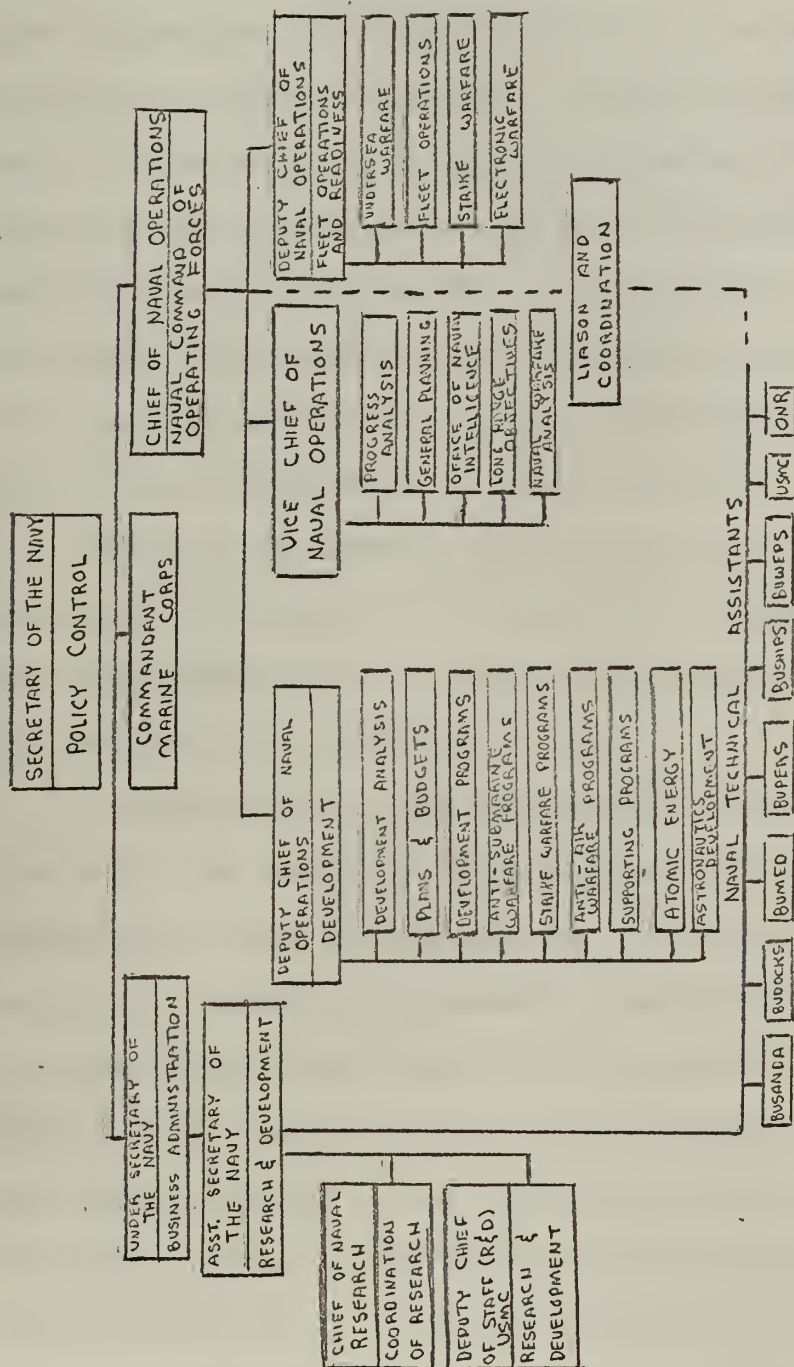 SECRETARY OF THE NAVY
POLICY CONTROL
UNDER SECRETARY OF
THE NAVY
BUSINESS ADMINISTRATION
COMMANDANT
MARINE CORPS
CHIEF OF NAVAL OPERATIONS
NAVAL COMMAND OF
OPERATING FORCES
ASST. SECRETARY OF
THE NAVY
RESEARCH & DEVELOPMENT
CHIEF OF NAVAL
RESEARCH
COORDINATION
OF RESEARCH
DEPUTY CHIEF
OF STAFF (R&D)
USMC
RESEARCH &
DEVELOPMENT
DEPUTY CHIEF OF NAVAL
OPERATIONS
DEVELOPMENT
DEVELOPMENT ANALYSIS
PLANS & BUDGETS
DEVELOPMENT PROGRAMS
ANTI-SUBMARINE
WARFARE PROGRAMS
STRIKE WARFARE PROGRAMS
ANTI-AIR
WARFARE PROGRAMS
SUPPORTING PROGRAMS
ATOMIC ENERGY
ASTRONAUTICS
DEVELOPMENT
VICE CHIEF OF
NAVAL OPERATIONS
PROGRESS
ANALYSIS
GENERAL PLANNING
OFFICE OF NAVAL
INTELLIGENCE
LONG RANGE
OBJECTIVES
NAVAL WARFARE
ANALYSIS
DEPUTY CHIEF OF
NAVAL OPERATIONS
FLEET OPERATIONS
AND READINESS
UNDERSEA
WARFARE
FLEET OPERATIONS
STRIKE WARFARE
ELECTRONIC
WARFARE
LIASON AND
COORDINATION
NAVAL TECHNICAL ASSISTANTS
BUSANDA
BUDOCKS
BUMED
BUPERS
BUSHIPS
BUWEPS
USMC
ONR